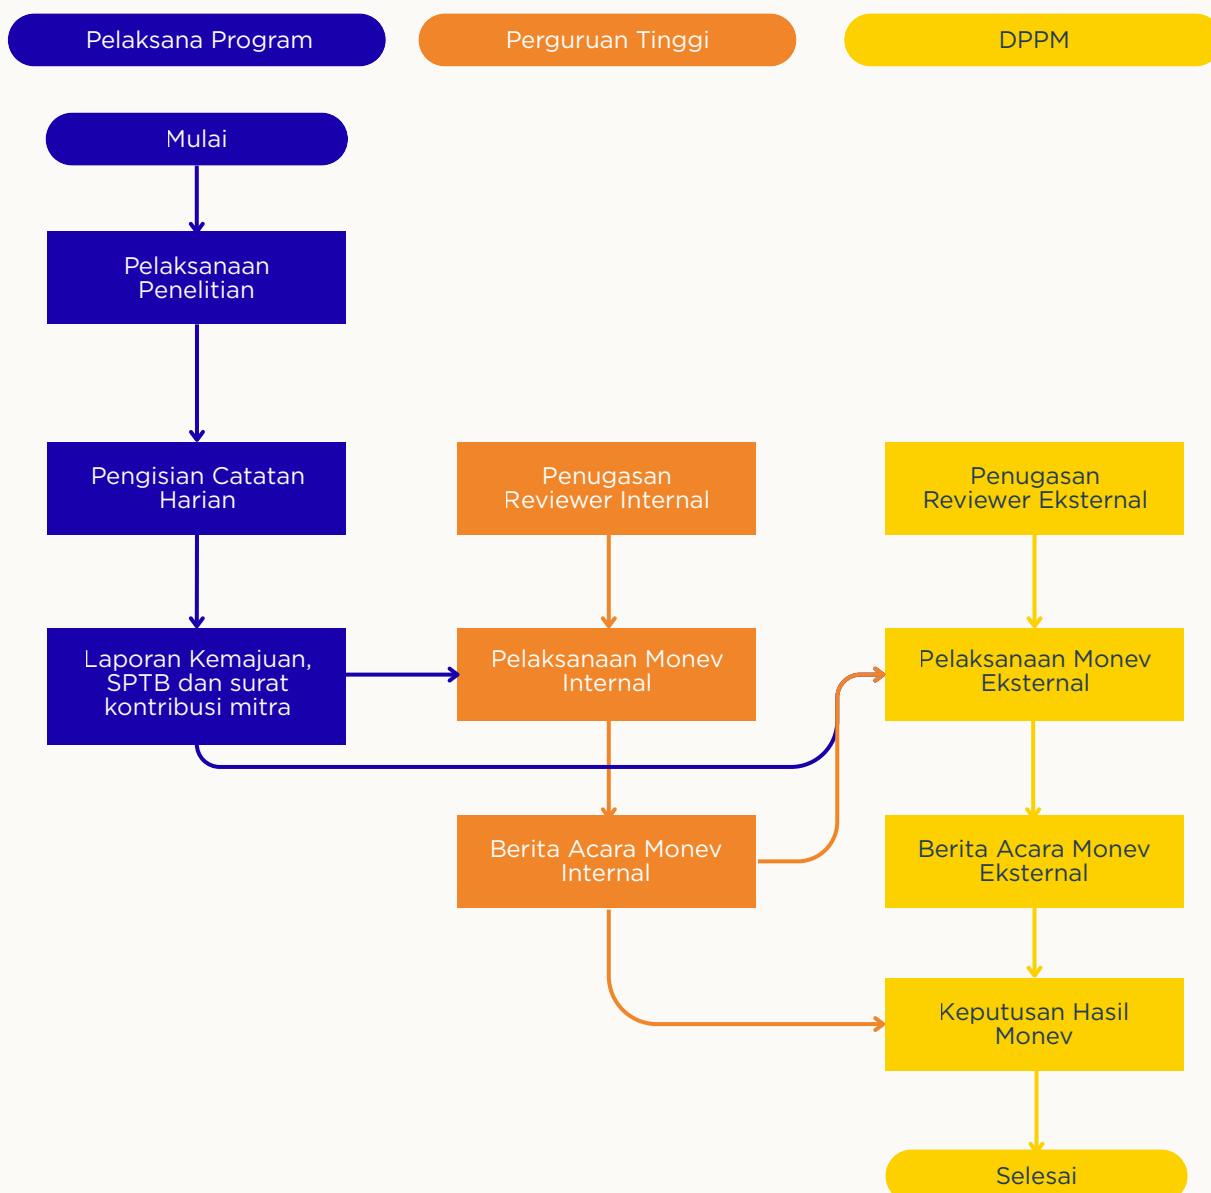 Pelaksana Program
Perguruan Tinggi
DPPM
Mulai
Pelaksanaan
Penelitian
Pengisian Catatan
Harian
Penugasan
Reviewer Internal
Penugasan
Reviewer Eksternal
Laporan Kemajuan,
SPTB dan surat
kontribusi mitra
Pelaksanaan Monev
Internal
Pelaksanaan Monev
Eksternal
Berita Acara Monev
Internal
Berita Acara Monev
Eksternal
Keputusan Hasil
Monev
Selesai